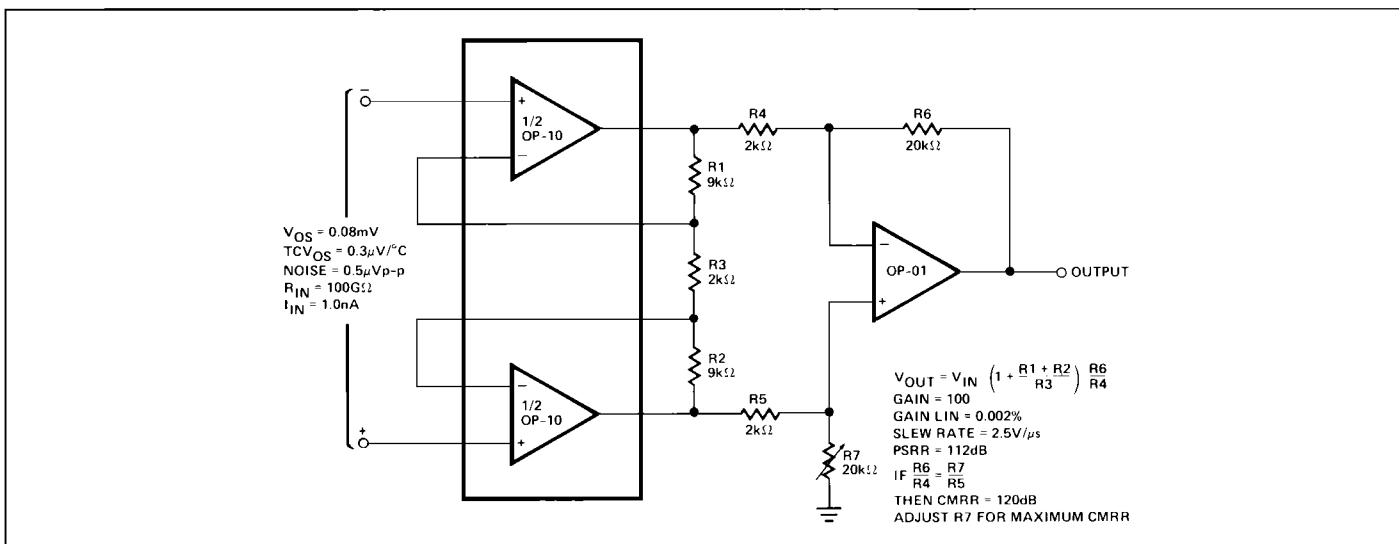 −
+
1/2
OP-10
−
R1
9kΩ
R4
2kΩ
R6
20kΩ
VOS = 0.08mV
TCVOS = 0.3μV/°C
NOISE = 0.5μVp-p
RIN = 100GΩ
IIN = 1.0nA
R3
2kΩ
−
OP-01
+
OUTPUT
R2
9kΩ
−
1/2
OP-10
+
+
R5
2kΩ
R7
20kΩ
VOUT = VIN (1 + R1 + R2 / R3) R6 / R4
GAIN = 100
GAIN LIN = 0.002%
SLEW RATE = 2.5V/μs
PSRR = 112dB
IF R6 / R4 = R7 / R5
THEN CMRR = 120dB
ADJUST R7 FOR MAXIMUM CMRR